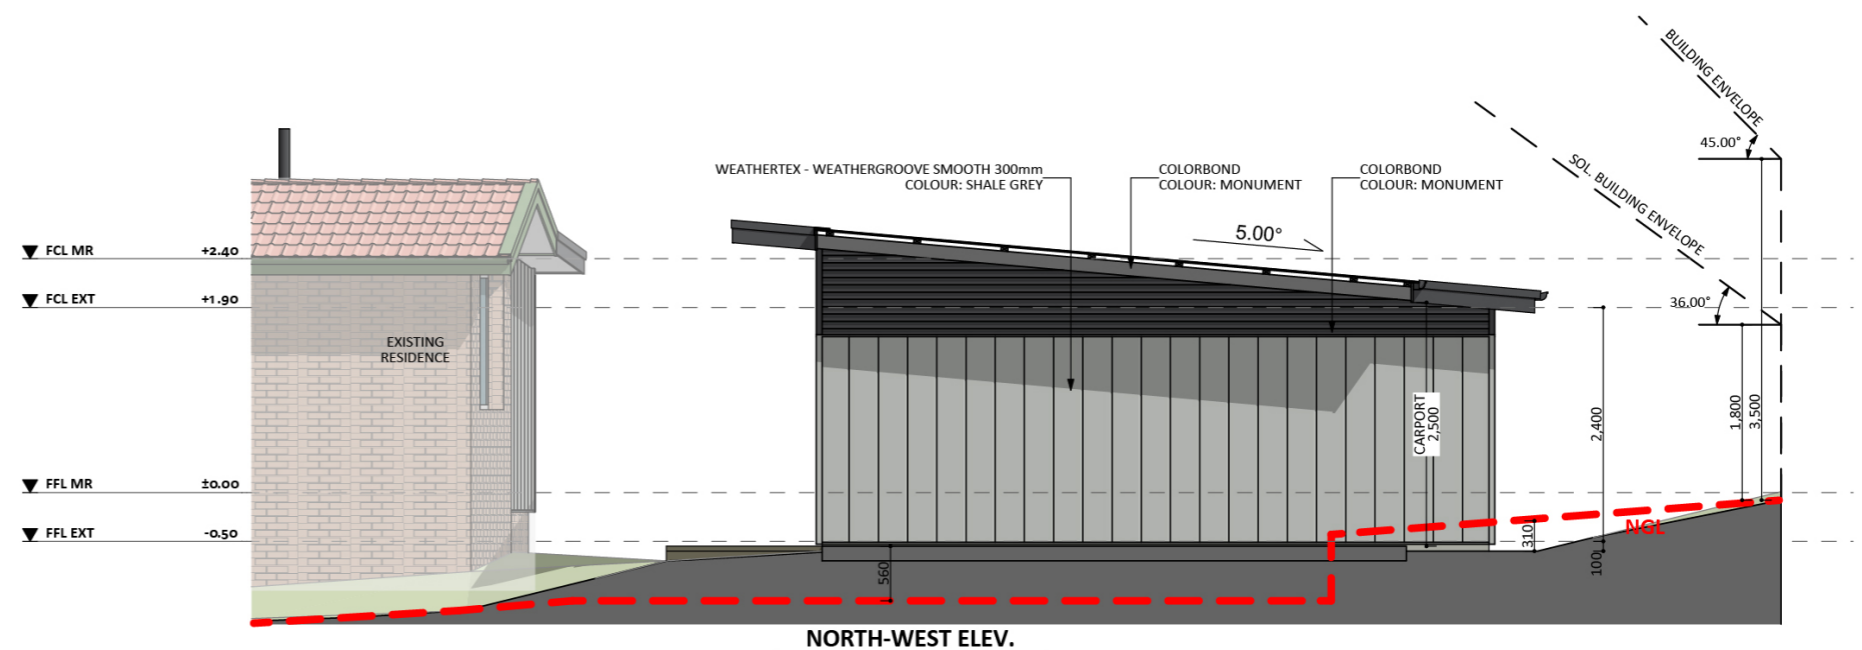 BUILDING ENVELOPE
45.00°
SOL. BUILDING ENVELOPE
36.00°
WEATHERTEX - WEATHERGROOVE SMOOTH 300mm
COLOUR: SHALE GREY
COLORBOND
COLOUR: MONUMENT
COLORBOND
COLOUR: MONUMENT
5.00°
FCL MR +2.40
FCL EXT +1.90
EXISTING
RESIDENCE
CARPORT
2,500
2,400
1,800
3,500
FFL MR ±0.00
FFL EXT -0.50
NGL
310
100
560
NORTH-WEST ELEV.